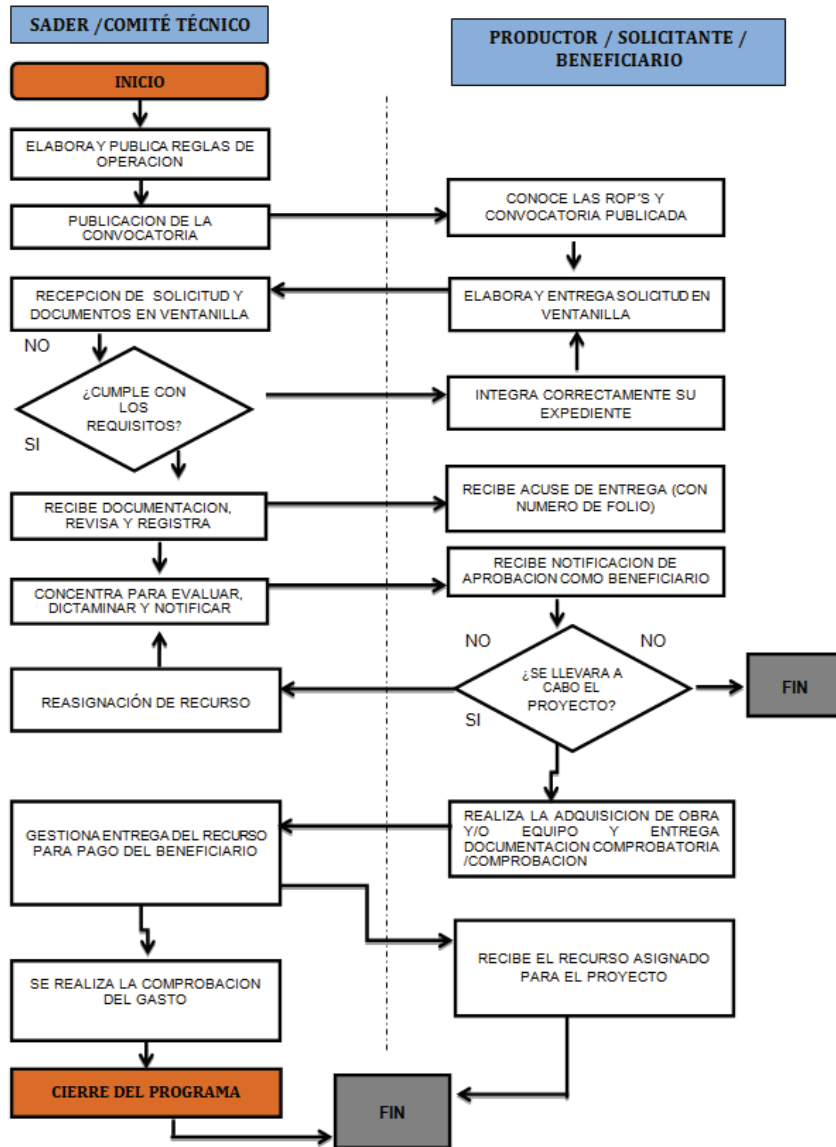 SADER /COMITÉ TÉCNICO
PRODUCTOR / SOLICITANTE /
BENEFICIARIO
INICIO
ELABORA Y PUBLICA REGLAS DE
OPERACION
PUBLICACION DE LA
CONVOCATORIA
CONOCE LAS ROP´S Y
CONVOCATORIA PUBLICADA
RECEPCION DE SOLICITUD Y
DOCUMENTOS EN VENTANILLA
ELABORA Y ENTREGA SOLICITUD EN
VENTANILLA
NO
¿CUMPLE CON
LOS
REQUISITOS?
SI
INTEGRA CORRECTAMENTE SU
EXPEDIENTE
RECIBE DOCUMENTACION,
REVISA Y REGISTRA
RECIBE ACUSE DE ENTREGA (CON
NUMERO DE FOLIO)
CONCENTRA PARA EVALUAR,
DICTAMINAR Y NOTIFICAR
RECIBE NOTIFICACION DE
APROBACION COMO BENEFICIARIO
NO
NO
¿SE LLEVARA A
CABO EL
PROYECTO?
SI
FIN
REASIGNACIÓN DE RECURSO
GESTIONA ENTREGA DEL RECURSO
PARA PAGO DEL BENEFICIARIO
REALIZA LA ADQUISICION DE OBRA
Y/O EQUIPO Y ENTREGA
DOCUMENTACION COMPROBATORIA
/COMPROBACION
SE REALIZA LA COMPROBACION
DEL GASTO
RECIBE EL RECURSO ASIGNADO
PARA EL PROYECTO
CIERRE DEL PROGRAMA
FIN